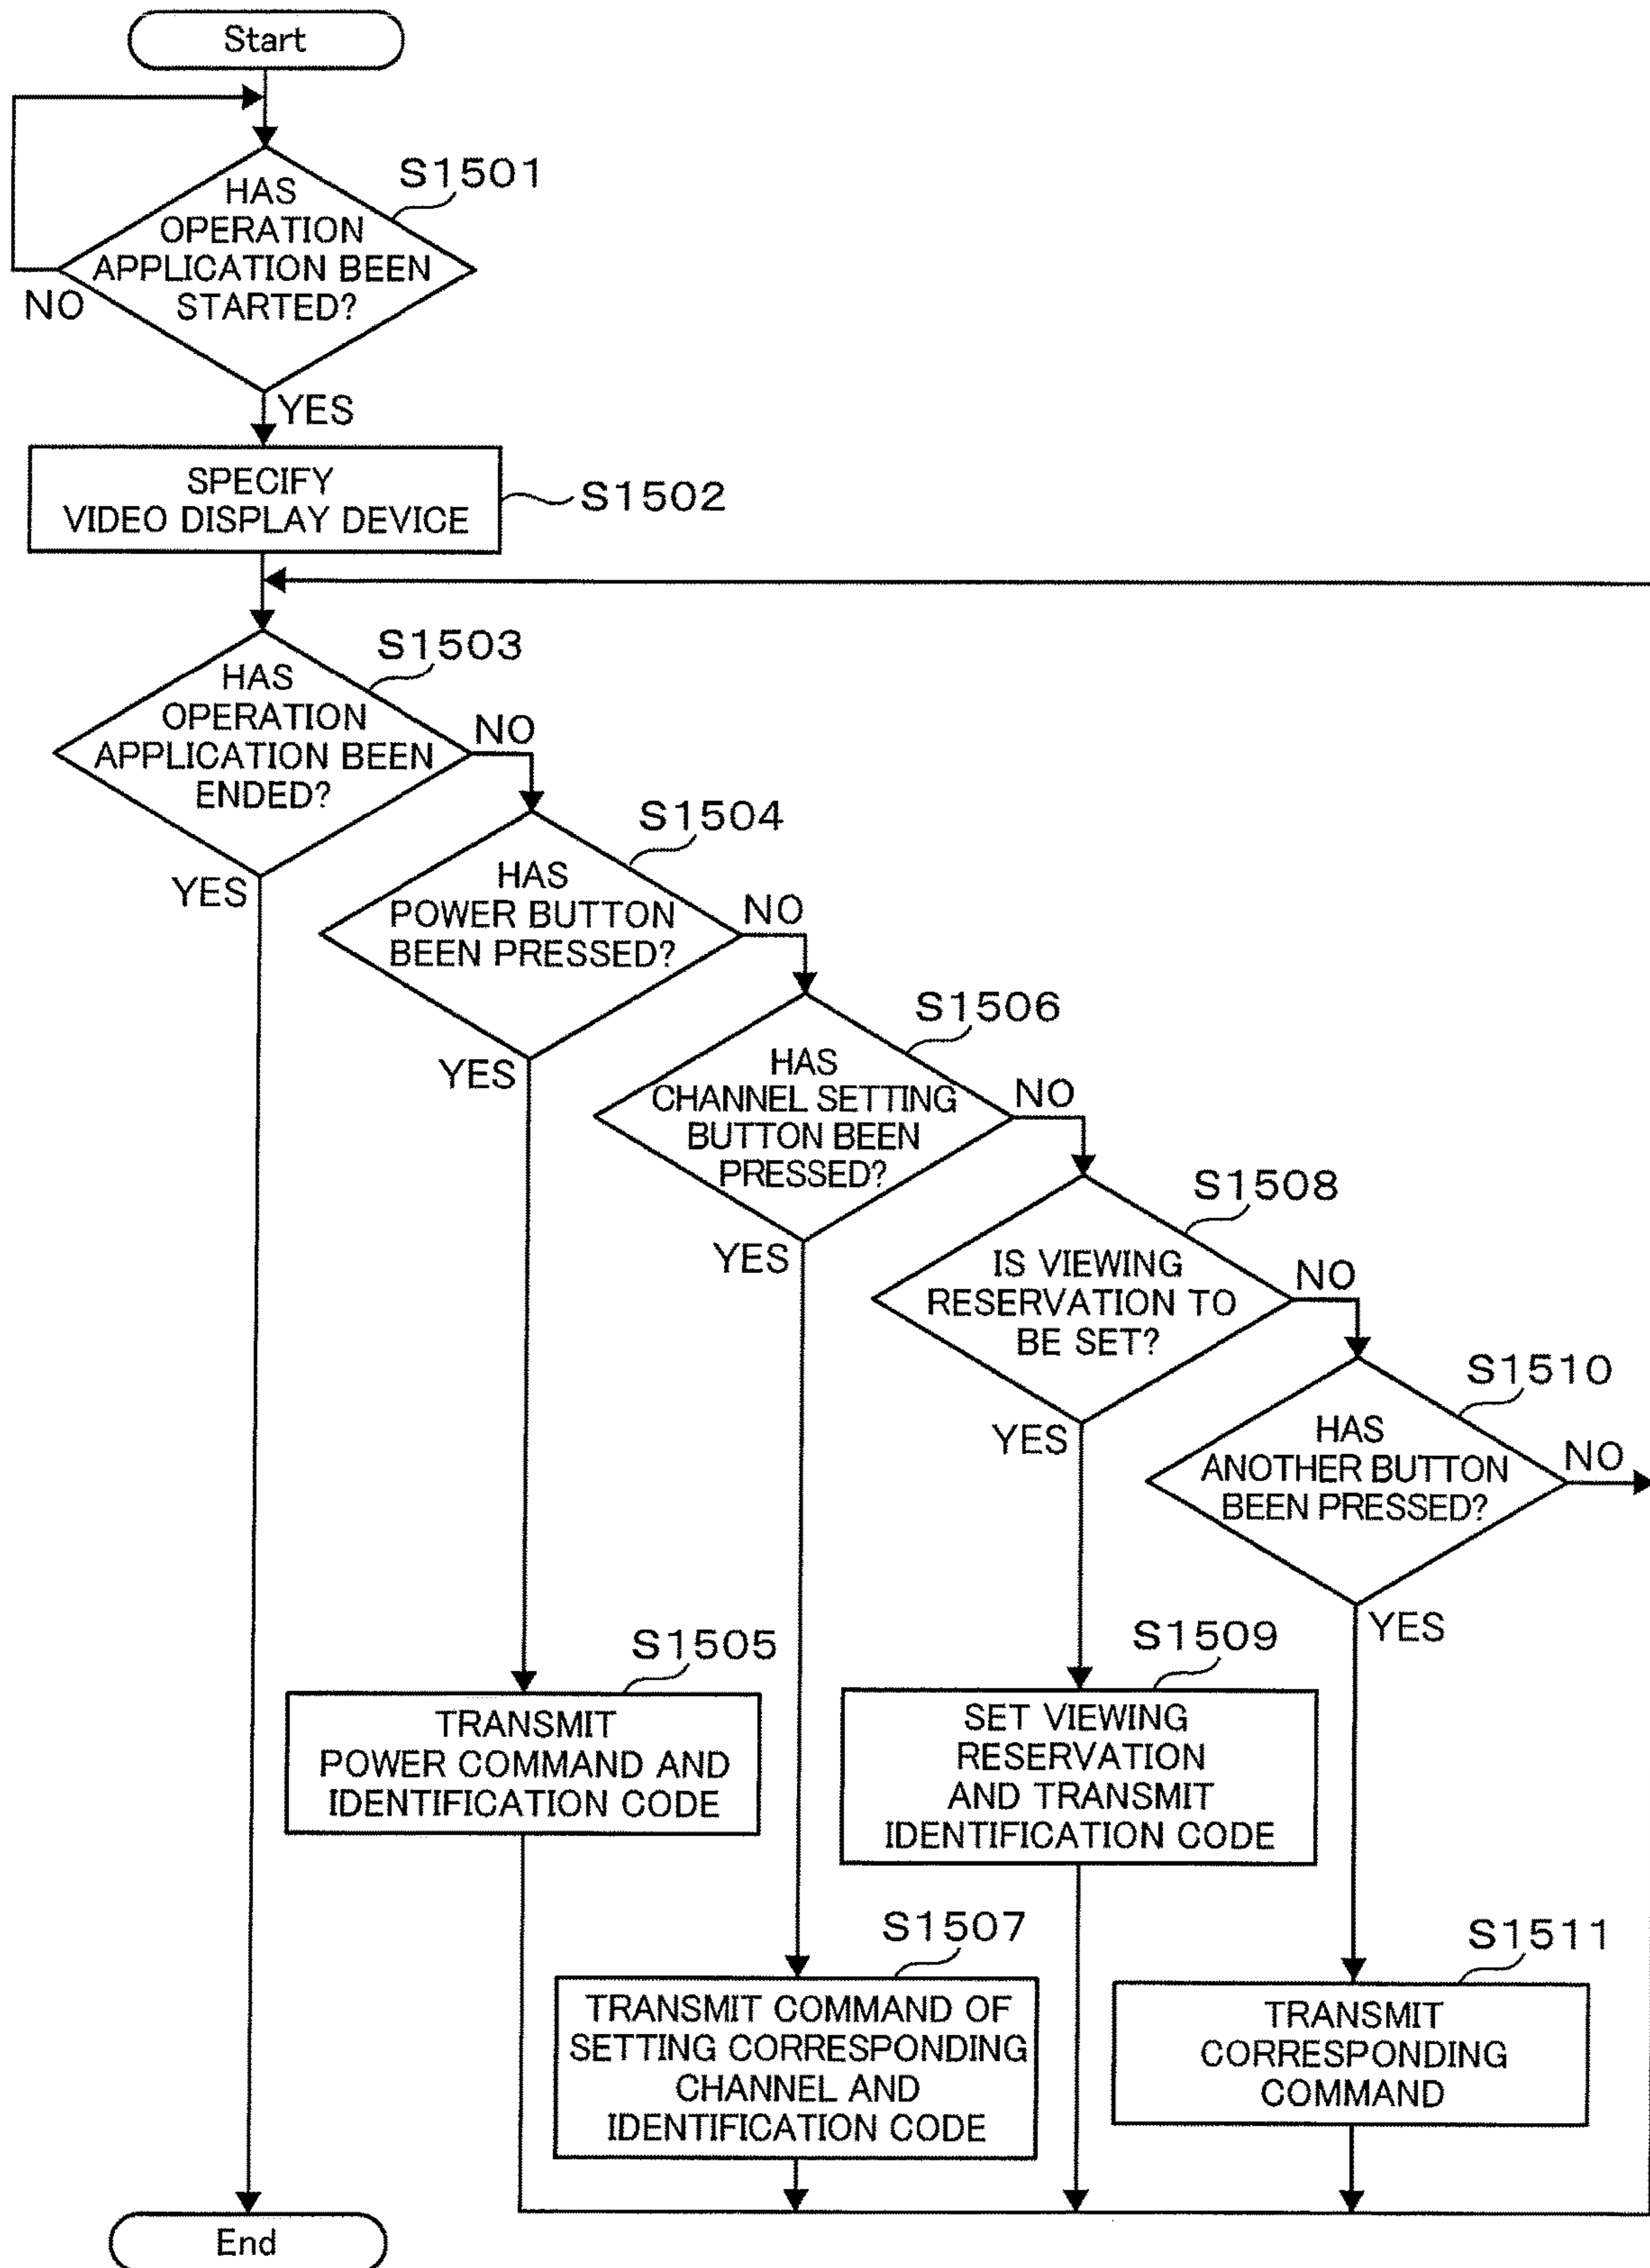 Start
S1501
HAS
OPERATION
APPLICATION BEEN
STARTED?
NO
YES
SPECIFY
VIDEO DISPLAY DEVICE
S1502
S1503
HAS
OPERATION
APPLICATION BEEN
ENDED?
NO
YES
S1504
HAS
POWER BUTTON
BEEN PRESSED?
NO
YES
S1506
HAS
CHANNEL SETTING
BUTTON BEEN
PRESSED?
NO
YES
S1508
IS VIEWING
RESERVATION TO
BE SET?
NO
YES
S1510
HAS
ANOTHER BUTTON
BEEN PRESSED?
NO
YES
S1505
TRANSMIT
POWER COMMAND AND
IDENTIFICATION CODE
S1509
SET VIEWING
RESERVATION
AND TRANSMIT
IDENTIFICATION CODE
S1507
TRANSMIT COMMAND OF
SETTING CORRESPONDING
CHANNEL AND
IDENTIFICATION CODE
S1511
TRANSMIT
CORRESPONDING
COMMAND
End